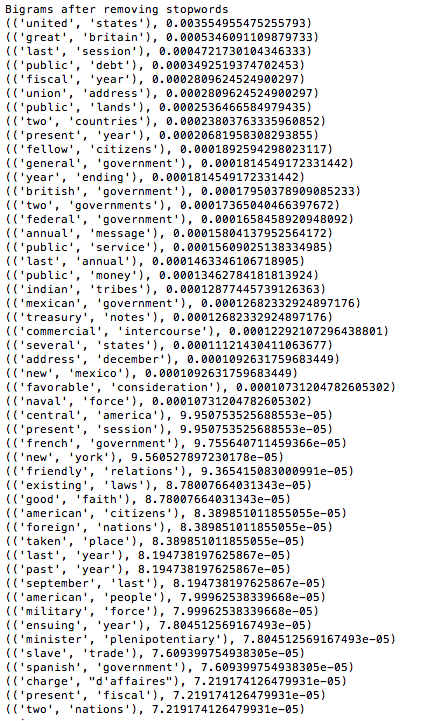 Bigrams after removing stopwords
(('united', 'states'), 0.003554955475255793)
(('great', 'britain'), 0.0005346091109879733)
(('last', 'session'), 0.0004721730104346333)
(('public', 'debt'), 0.0003492519374702453)
(('fiscal', 'year'), 0.0002809624524900297)
(('union', 'address'), 0.0002809624524900297)
(('public', 'lands'), 0.0002536466584979435)
(('two', 'countries'), 0.00023803763335960852)
(('present', 'year'), 0.00020681958308293855)
(('fellow', 'citizens'), 0.0001892594298023117)
(('general', 'government'), 0.0001814549172331442)
(('year', 'ending'), 0.0001814549172331442)
(('british', 'government'), 0.00017950378909085233)
(('two', 'governments'), 0.00017365040466397672)
(('federal', 'government'), 0.0001658458920948092)
(('annual', 'message'), 0.00015804137952564172)
(('public', 'service'), 0.00015609025138334985)
(('last', 'annual'), 0.0001463346106718905)
(('public', 'money'), 0.00013462784181813924)
(('indian', 'tribes'), 0.00012877445739126363)
(('mexican', 'government'), 0.00012682332924897176)
(('treasury', 'notes'), 0.00012682332924897176)
(('commercial', 'intercourse'), 0.00012292107296438801)
(('several', 'states'), 0.00011121430411063677)
(('address', 'december'), 0.0001092631759683449)
(('new', 'mexico'), 0.0001092631759683449)
(('favorable', 'consideration'), 0.00010731204782605302)
(('naval', 'force'), 0.00010731204782605302)
(('central', 'america'), 9.950753525688553e-05)
(('present', 'session'), 9.950753525688553e-05)
(('french', 'government'), 9.755640711459366e-05)
(('new', 'york'), 9.560527897230178e-05)
(('friendly', 'relations'), 9.365415083000991e-05)
(('existing', 'laws'), 8.78007664031343e-05)
(('good', 'faith'), 8.78007664031343e-05)
(('american', 'citizens'), 8.389851011855055e-05)
(('foreign', 'nations'), 8.389851011855055e-05)
(('taken', 'place'), 8.389851011855055e-05)
(('last', 'year'), 8.194738197625867e-05)
(('past', 'year'), 8.194738197625867e-05)
(('september', 'last'), 8.194738197625867e-05)
(('american', 'people'), 7.99962538339668e-05)
(('military', 'force'), 7.99962538339668e-05)
(('ensuing', 'year'), 7.804512569167493e-05)
(('minister', 'plenipotentiary'), 7.804512569167493e-05)
(('slave', 'trade'), 7.609399754938305e-05)
(('spanish', 'government'), 7.609399754938305e-05)
(('charge', "d'affaires"), 7.219174126479931e-05)
(('present', 'fiscal'), 7.219174126479931e-05)
(('two', 'nations'), 7.219174126479931e-05)